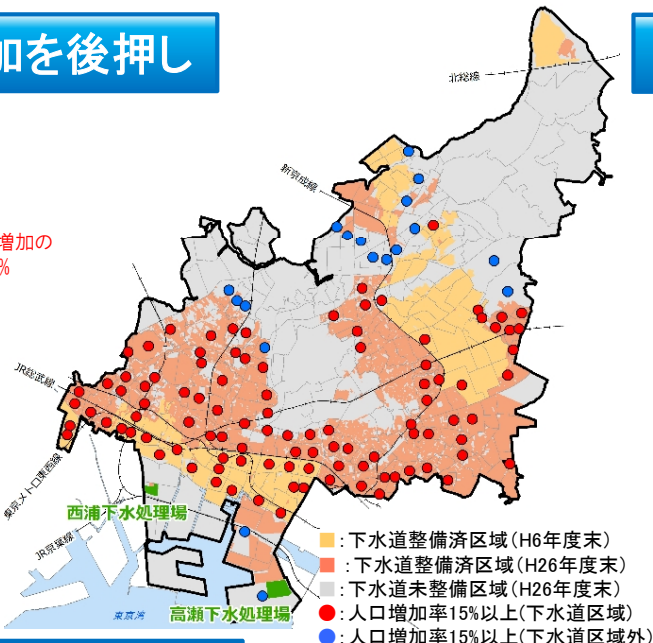 加を後押し
北総線
新京成線
増加の
%
JR総武線
東京メトロ東西線
西浦下水処理場
JR京葉線
東京湾
高瀬下水処理場
:下水道整備済区域(H6年度末)
:下水道整備済区域(H26年度末)
:下水道未整備区域(H26年度末)
:人口増加率15%以上(下水道区域)
:人口増加率15%以上(下水道区域外)